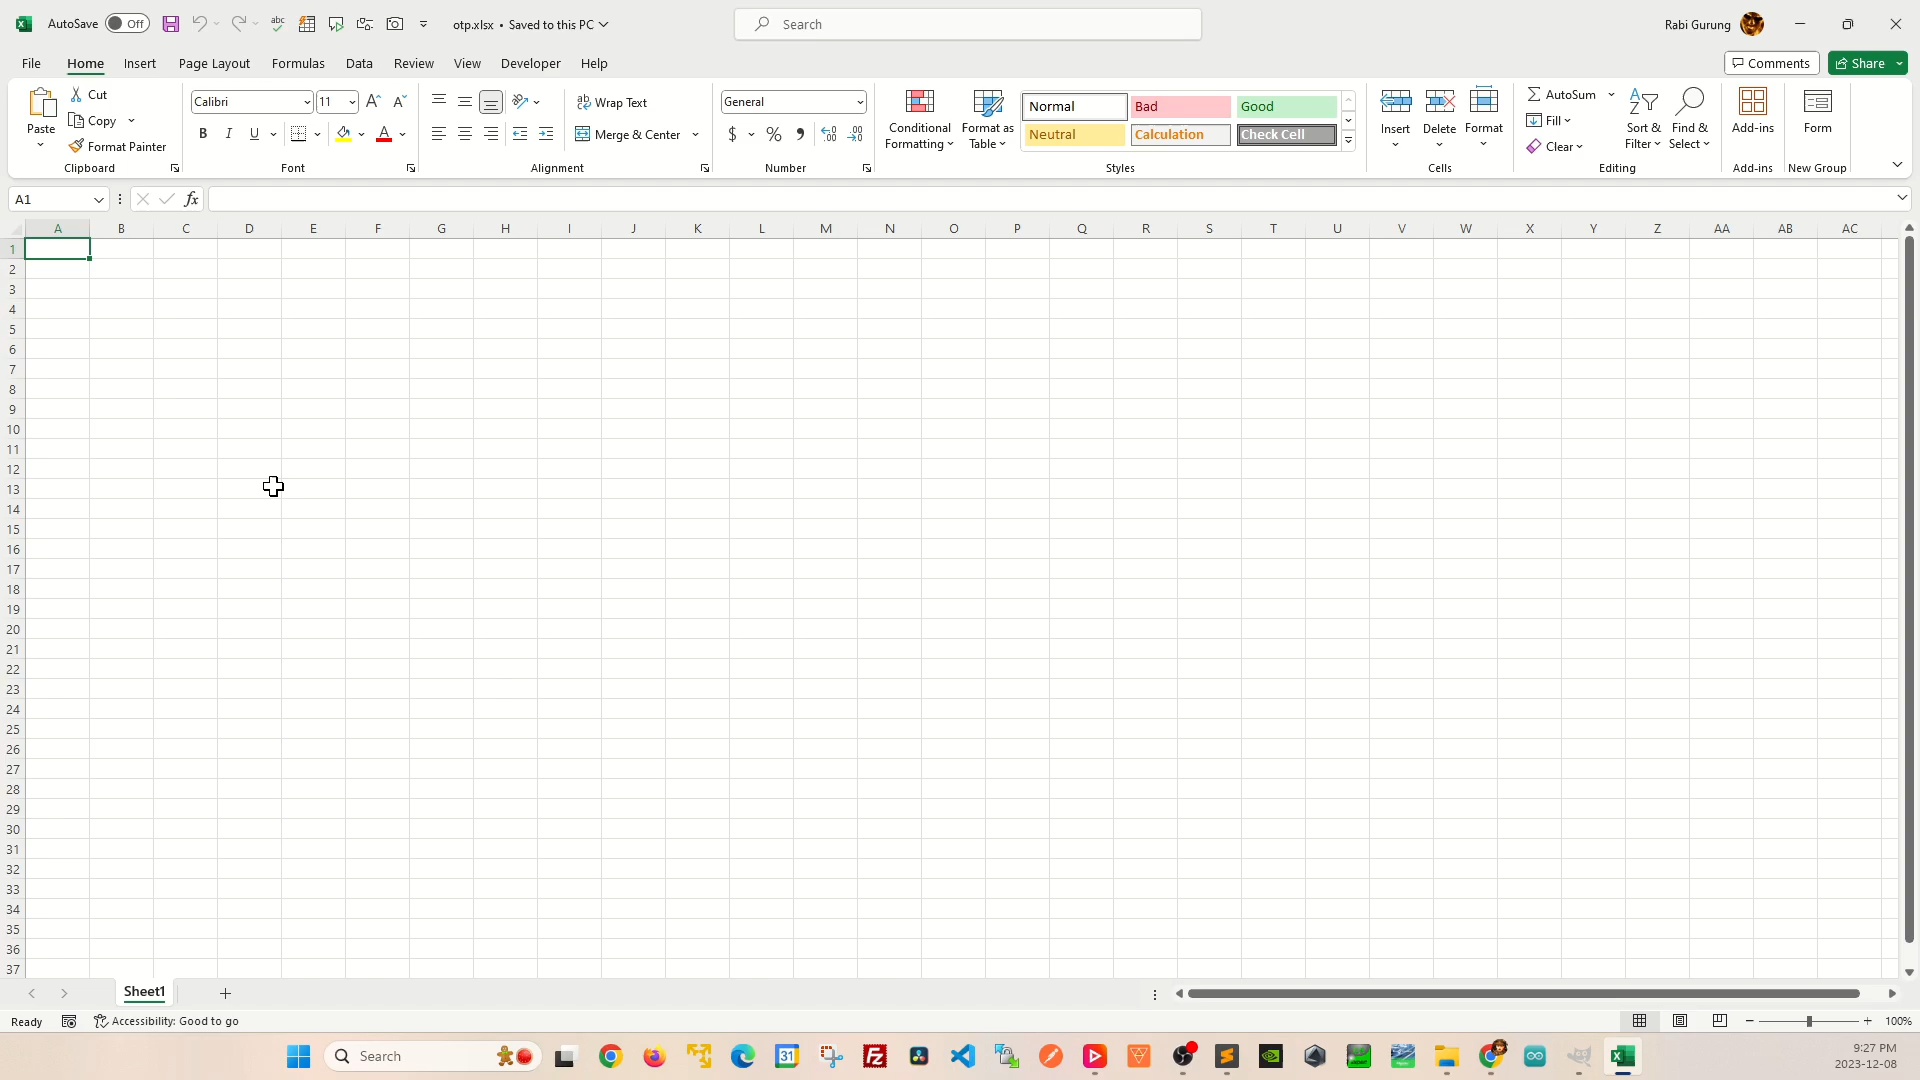 AutoSave Off abc otp.xlsx • Saved to this PC Search Rabi Gurung
File Home Insert Page Layout Formulas Data Review View Developer Help Comments Share
Paste Cut Copy Format Painter Clipboard
Calibri 11 B I U A Font
ab Wrap Text Merge & Center Alignment
General $ % , Number
Conditional Formatting Format as Table
Normal Bad Good
Neutral Calculation Check Cell
Styles
Insert Delete Format Cells
AutoSum Fill Clear Sort & Filter Find & Select Editing
Add-ins Add-ins
Form New Group
A1 fx
A B C D E F G H I J K L M N O P Q R S T U V W X Y Z AA AB AC
1
2
3
4
5
6
7
8
9
10
11
12
13
14
15
16
17
18
19
20
21
22
23
24
25
26
27
28
29
30
31
32
33
34
35
36
37
Sheet1
Ready Accessibility: Good to go 100%
Search 31 9:27 PM
2023-12-08